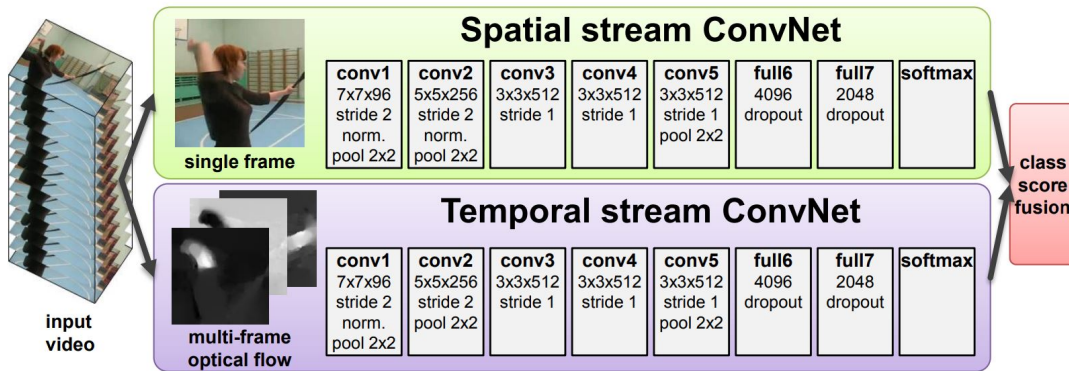 Spatial stream ConvNet
conv1
7x7x96
stride 2
norm.
pool 2x2
conv2
5x5x256
stride 2
norm.
pool 2x2
conv3
3x3x512
stride 1
conv4
3x3x512
stride 1
conv5
3x3x512
stride 1
pool 2x2
full6
4096
dropout
full7
2048
dropout
softmax
single frame
Temporal stream ConvNet
conv1
7x7x96
stride 2
norm.
pool 2x2
conv2
5x5x256
stride 2
pool 2x2
conv3
3x3x512
stride 1
conv4
3x3x512
stride 1
conv5
3x3x512
stride 1
pool 2x2
full6
4096
dropout
full7
2048
dropout
softmax
multi-frame
optical flow
input
video
class
score
fusion